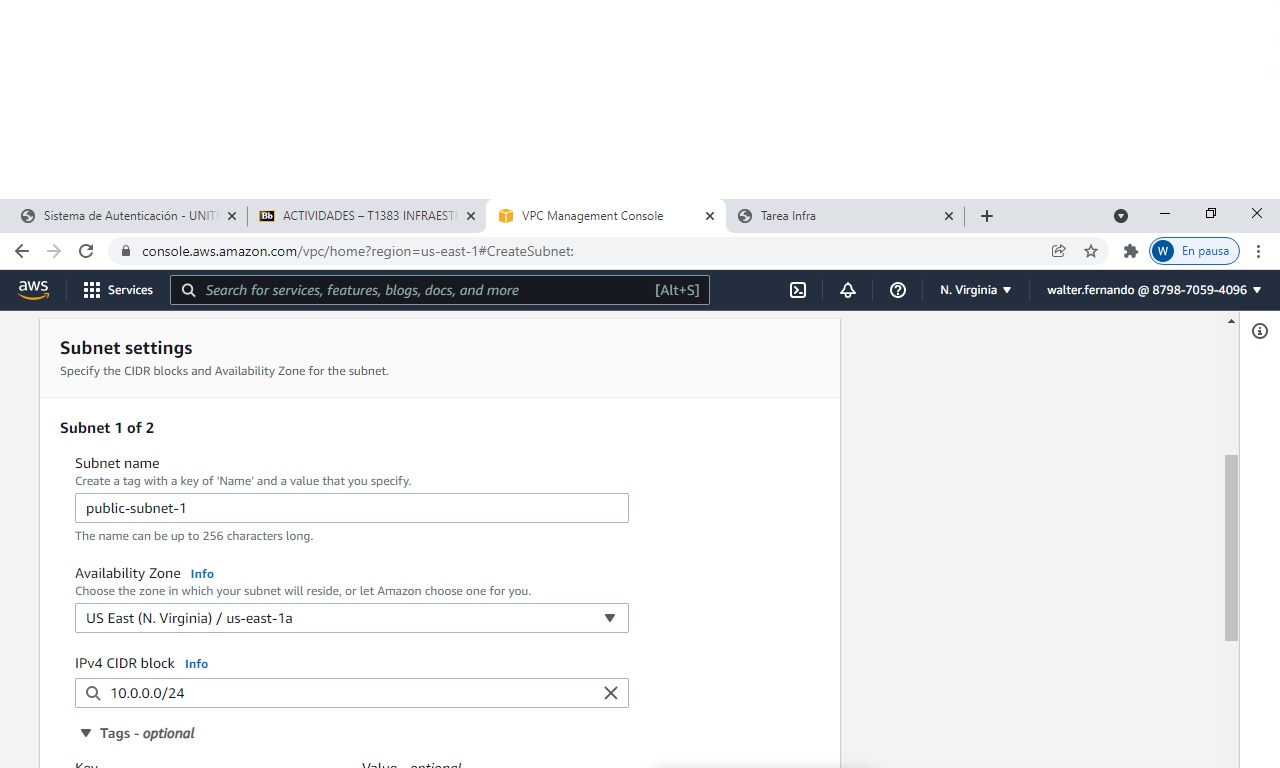 Sistema de Autenticación - UNIT
Bb ACTIVIDADES – T1383 INFRAEST
VPC Management Console
Tarea Infra
console.aws.amazon.com/vpc/home?region=us-east-1#CreateSubnet:
W En pausa
aws
Services
Search for services, features, blogs, docs, and more [Alt+S]
N. Virginia
walter.fernando @ 8798-7059-4096
Subnet settings
Specify the CIDR blocks and Availability Zone for the subnet.
Subnet 1 of 2
Subnet name
Create a tag with a key of 'Name' and a value that you specify.
public-subnet-1
The name can be up to 256 characters long.
Availability Zone Info
Choose the zone in which your subnet will reside, or let Amazon choose one for you.
US East (N. Virginia) / us-east-1a
IPv4 CIDR block Info
10.0.0.0/24
Tags - optional
Key
Value - optional